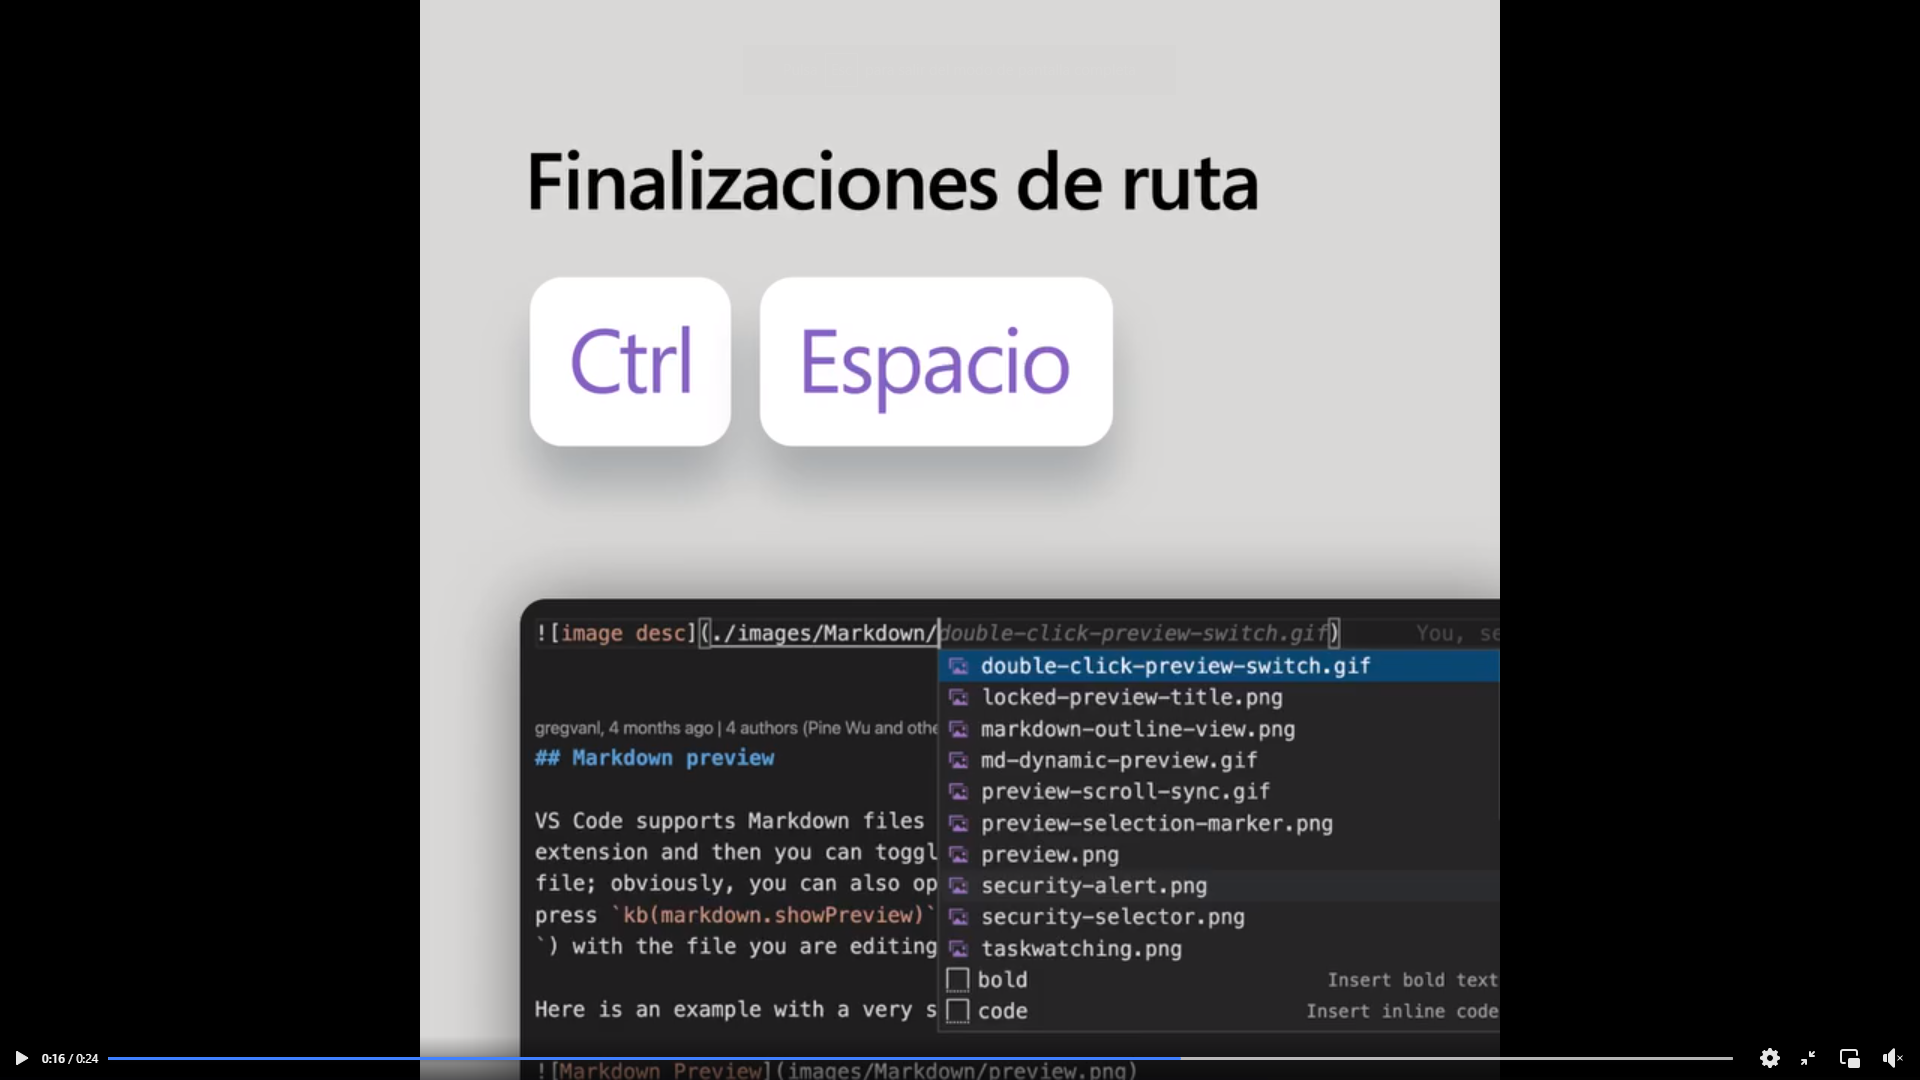 Finalizaciones de ruta
Ctrl Espacio
![image desc](./images/Markdown/double-click-preview-switch.gif) You, se
double-click-preview-switch.gif
locked-preview-title.png
markdown-outline-view.png
gregvanl, 4 months ago | 4 authors (Pine Wu and othe
## Markdown preview
md-dynamic-preview.gif
preview-scroll-sync.gif
VS Code supports Markdown files
preview-selection-marker.png
extension and then you can toggl
preview.png
file; obviously, you can also op
security-alert.png
press `kb(markdown.showPreview)`
security-selector.png
`) with the file you are editing
taskwatching.png
bold Insert bold text
Here is an example with a very s
code Insert inline code
![Markdown Preview](images/Markdown/preview.png)
0:16 / 0:24